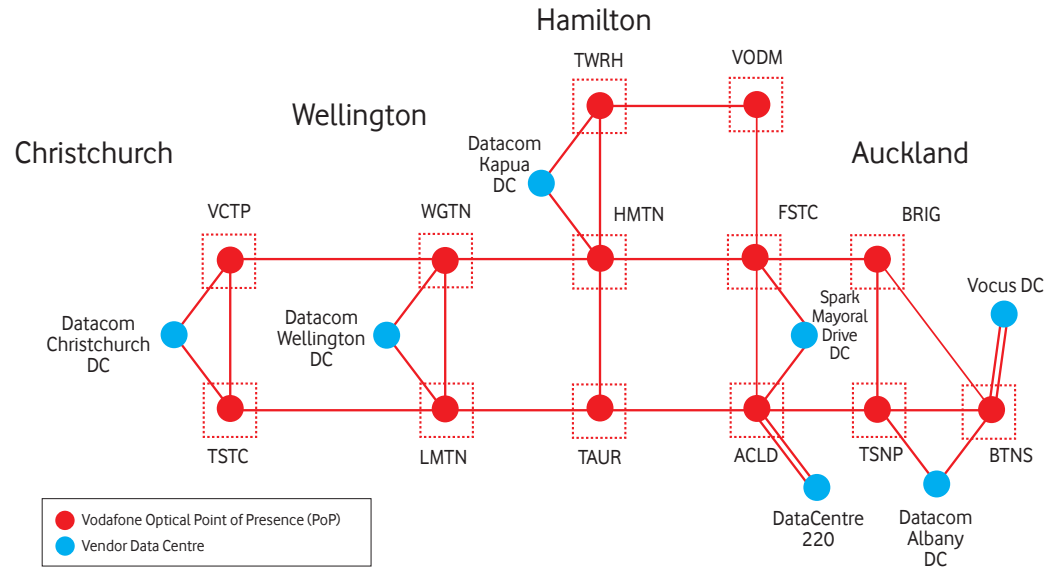 Hamilton
TWRH
VODM
Wellington
Christchurch
Datacom
Kapua
DC
Auckland
VCTP
WGTN
HMTN
FSTC
BRIG
Vocus DC
Datacom
Christchurch
DC
Datacom
Wellington
DC
Spark
Mayoral
Drive
DC
TSTC
LMTN
TAUR
ACLD
TSNP
BTNS
DataCentre
220
Datacom
Albany
DC
Vodafone Optical Point of Presence (PoP)
Vendor Data Centre